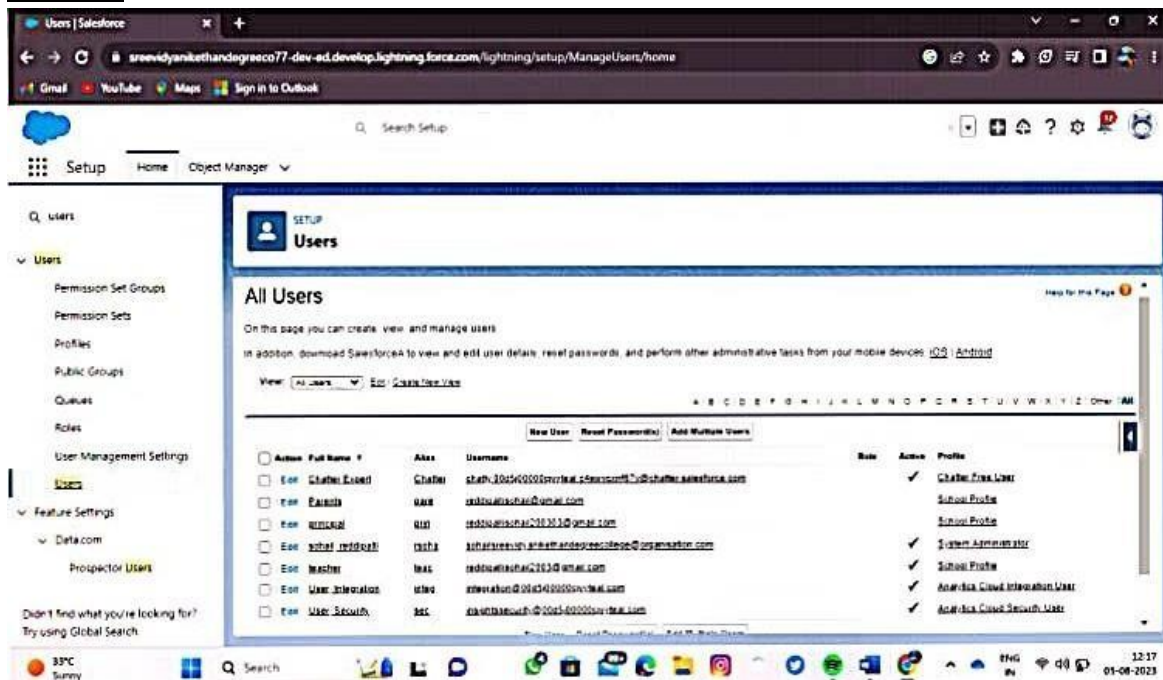 Users | Salesforce
sreevidyanikethandegreeco77-dev-ed.develop.lightning.force.com/lightning/setup/ManageUsers/home
Gmail YouTube Maps Sign in to Outlook
Search Setup
Setup Home Object Manager
users
Users
Permission Set Groups
Permission Sets
Profiles
Public Groups
Queues
Roles
User Management Settings
Users
Feature Settings
Data.com
Prospector Users
Didn't find what you're looking for?
Try using Global Search
SETUP
Users
All Users
Help for this Page
On this page you can create, view, and manage users
In addition, download SalesforceA to view and edit user details, reset passwords, and perform other administrative tasks from your mobile devices: iOS | Android
View: All Users Edit | Create New View
A B C D E F G H I J K L M N O P Q R S T U V W X Y Z Other All
New User Reset Password(s) Add Multiple Users
Action Full Name Alias Username Role Active Profile
Edit Chatter Expert Chatter Chatter Free User
Edit Parents School Profile
Edit principal School Profile
Edit System Administrator
Edit teacher School Profile
Edit User, Integration integ Analytics Cloud Integration User
Edit User, Security sec Analytics Cloud Security User
33°C
Sunny
Search
ENG
IN
12:17